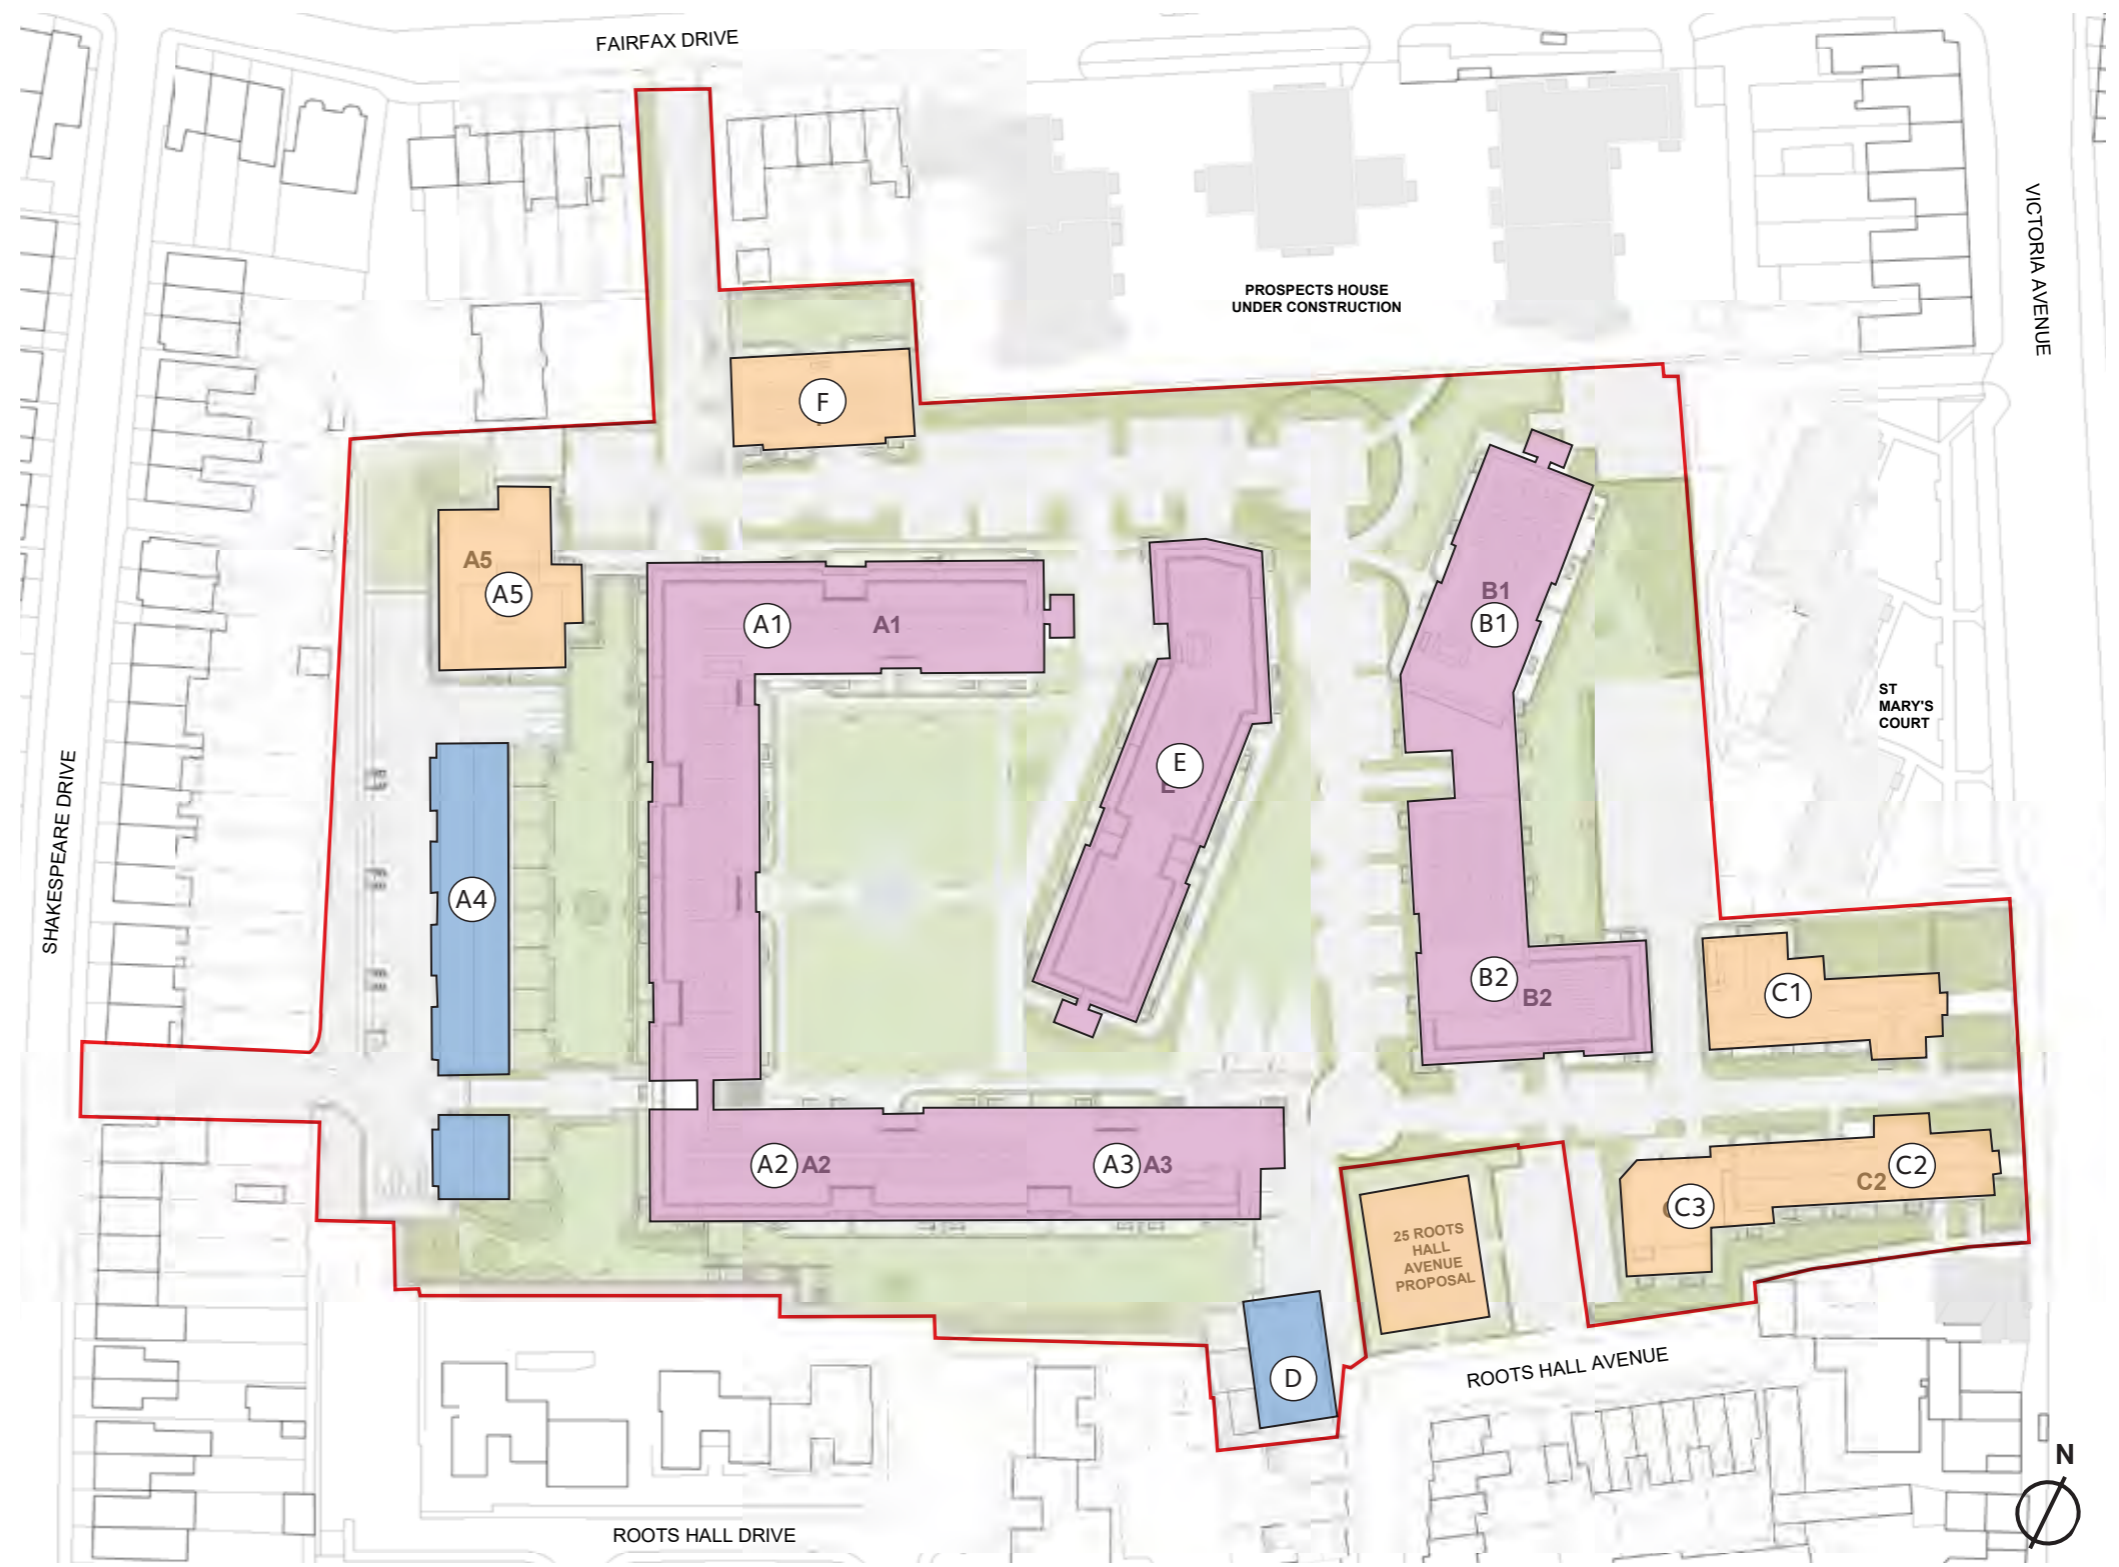 FAIRFAX DRIVE
VICTORIA AVENUE
PROSPECTS HOUSE
UNDER CONSTRUCTION
F
A5
A5
A1
A1
B1
B1
ST
MARY'S
COURT
E
SHAKESPEARE DRIVE
A4
B2
B2
C1
A2
A2
A3
A3
C2
C2
C3
25 ROOTS
HALL
AVENUE
PROPOSAL
D
ROOTS HALL AVENUE
N
ROOTS HALL DRIVE